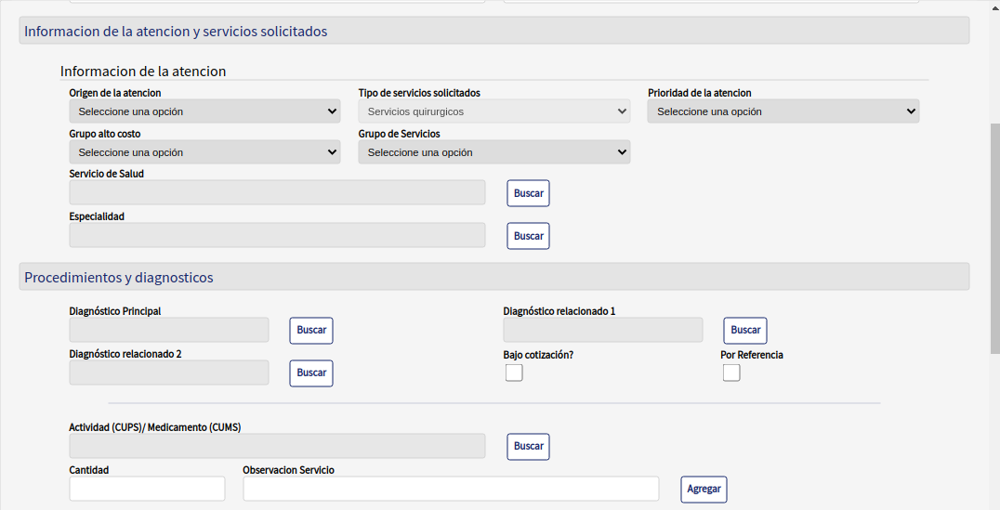 Informacion de la atencion y servicios solicitados
Informacion de la atencion
Origen de la atencion Tipo de servicios solicitados Prioridad de la atencion
Seleccione una opción Servicios quirurgicos Seleccione una opción
Grupo alto costo Grupo de Servicios
Seleccione una opción Seleccione una opción
Servicio de Salud
Buscar
Especialidad
Buscar
Procedimientos y diagnosticos
Diagnóstico Principal Diagnóstico relacionado 1
Buscar Buscar
Diagnóstico relacionado 2 Bajo cotización? Por Referencia
Buscar
Actividad (CUPS)/ Medicamento (CUMS)
Buscar
Cantidad Observacion Servicio
Agregar